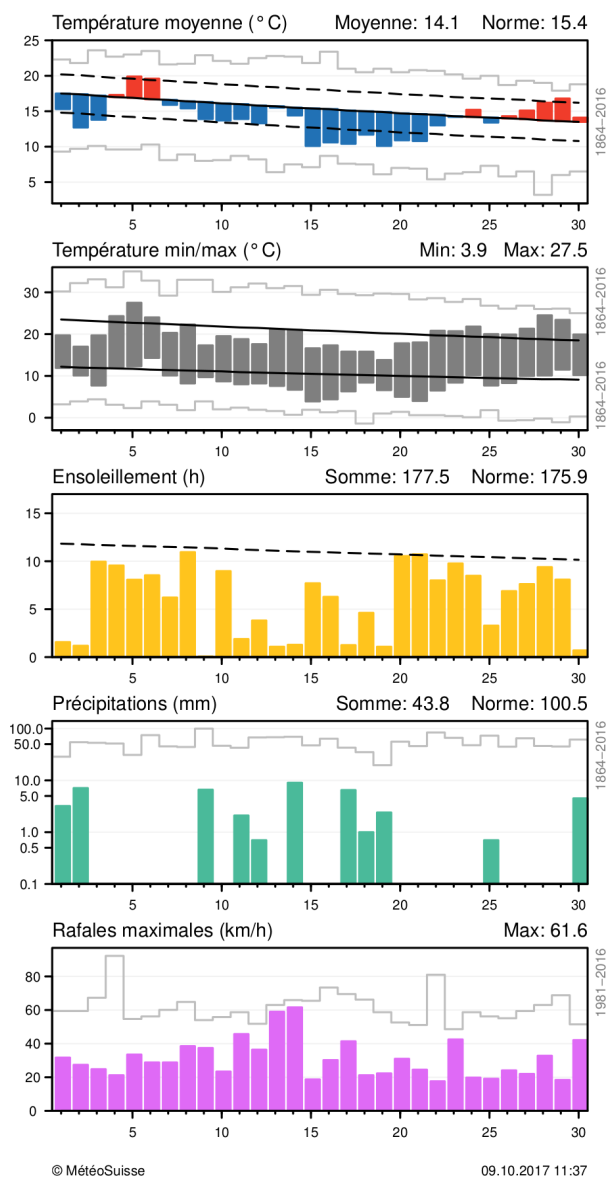 Température moyenne (°C) Moyenne: 14.1 Norme: 15.4
25
20
15
10
5
1864–2016
5 10 15 20 25 30
Température min/max (°C) Min: 3.9 Max: 27.5
30
20
10
0
1864–2016
5 10 15 20 25 30
Ensoleillement (h) Somme: 177.5 Norme: 175.9
15
10
5
0
5 10 15 20 25 30
Précipitations (mm) Somme: 43.8 Norme: 100.5
100.0
50.0
10.0
5.0
1.0
0.5
0.1
1864–2016
5 10 15 20 25 30
Rafales maximales (km/h) Max: 61.6
80
60
40
20
0
1981–2016
5 10 15 20 25 30
© MétéoSuisse 09.10.2017 11:37